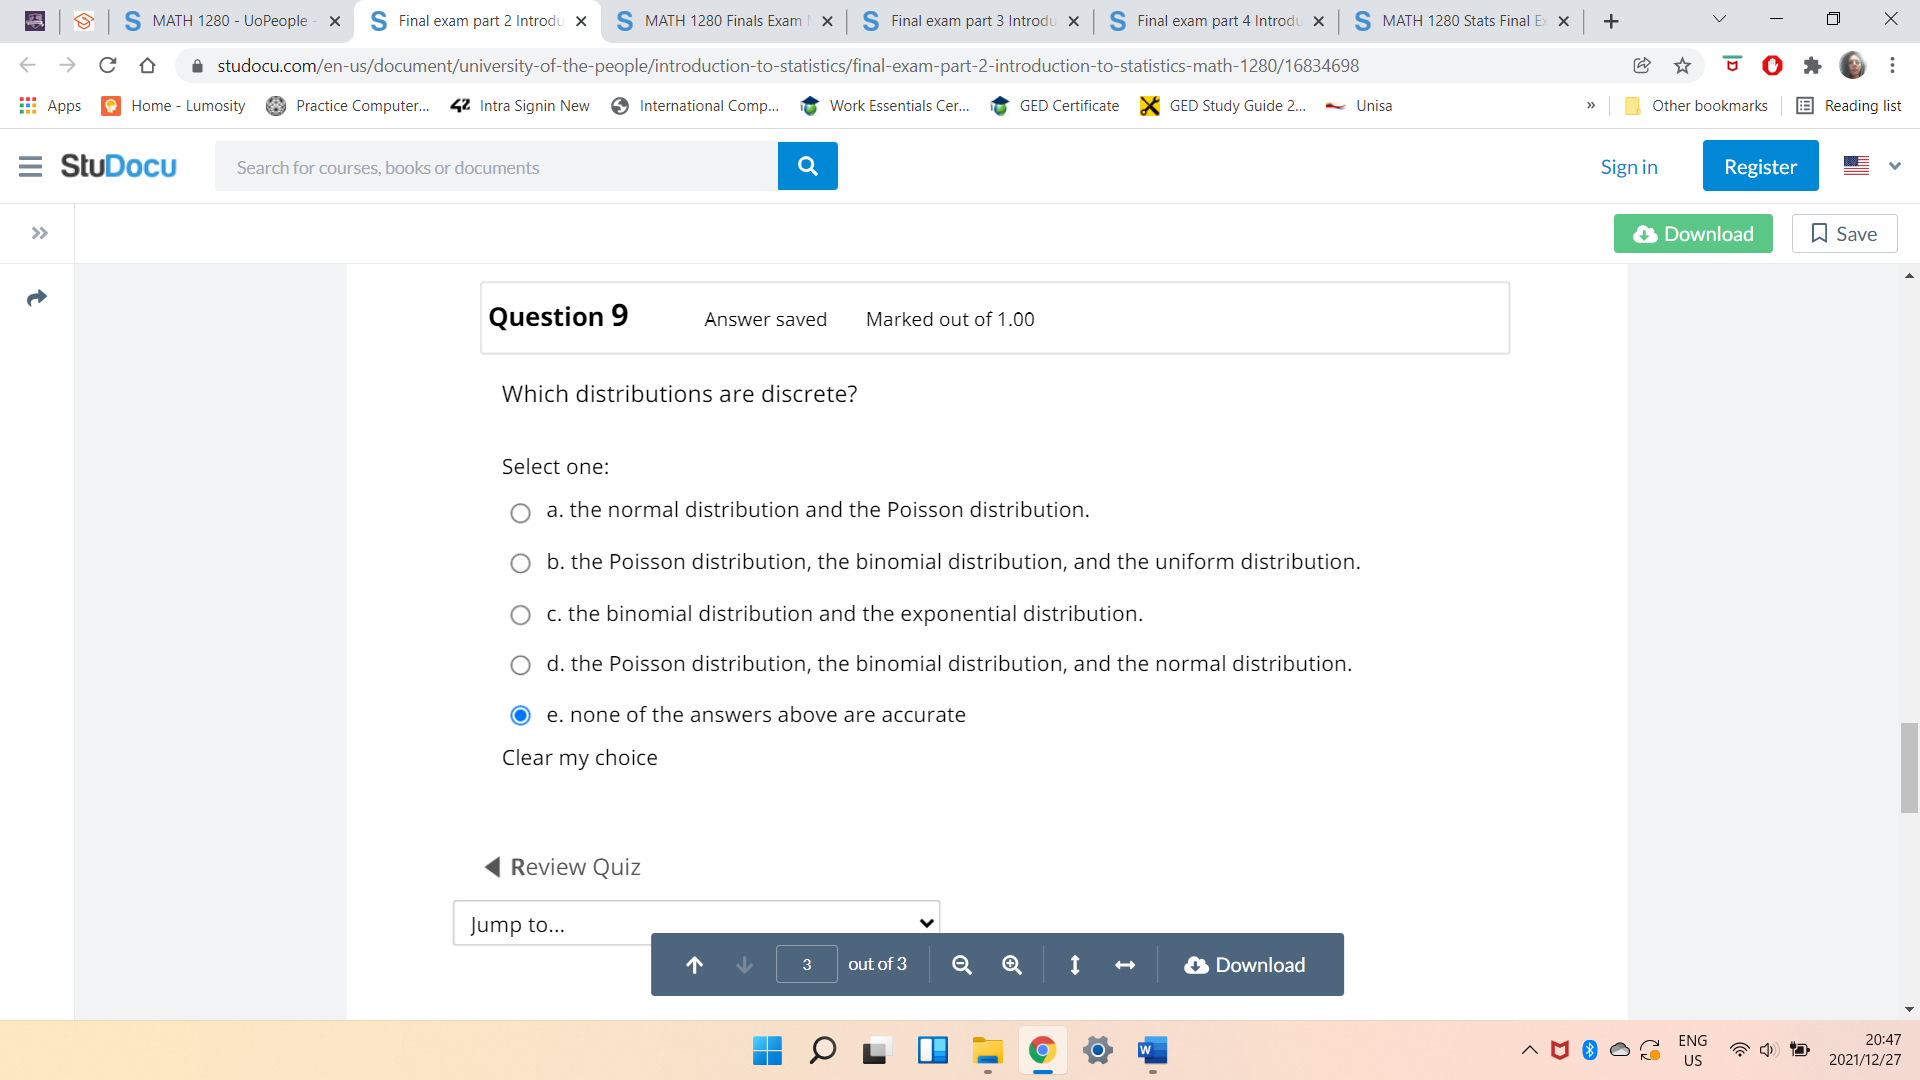 MATH 1280 - UoPeople -
Final exam part 2 Introdu
MATH 1280 Finals Exam
Final exam part 3 Introdu
Final exam part 4 Introdu
MATH 1280 Stats Final Ex
studocu.com/en-us/document/university-of-the-people/introduction-to-statistics/final-exam-part-2-introduction-to-statistics-math-1280/16834698
Apps
Home - Lumosity
Practice Computer...
Intra Signin New
International Comp...
Work Essentials Cer...
GED Certificate
GED Study Guide 2...
Unisa
»
Other bookmarks
Reading list
StuDocu
Search for courses, books or documents
Sign in
Register
Download
Save
Question 9
Answer saved
Marked out of 1.00
Which distributions are discrete?
Select one:
a. the normal distribution and the Poisson distribution.
b. the Poisson distribution, the binomial distribution, and the uniform distribution.
c. the binomial distribution and the exponential distribution.
d. the Poisson distribution, the binomial distribution, and the normal distribution.
e. none of the answers above are accurate
Clear my choice
Review Quiz
Jump to...
3
out of 3
Download
ENG
US
20:47
2021/12/27